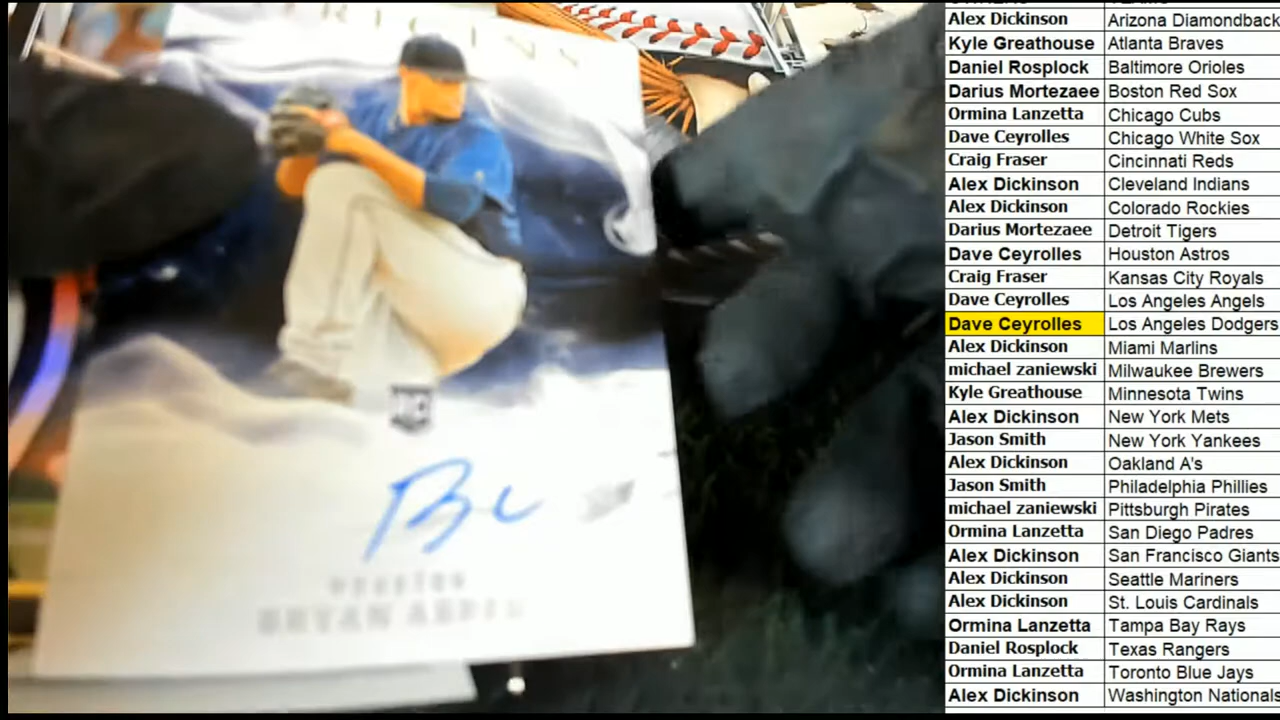 RC
HOUSTON
BRYAN ABREU
Alex Dickinson Arizona Diamondback
Kyle Greathouse Atlanta Braves
Daniel Rosplock Baltimore Orioles
Darius Mortezaee Boston Red Sox
Ormina Lanzetta Chicago Cubs
Dave Ceyrolles Chicago White Sox
Craig Fraser Cincinnati Reds
Alex Dickinson Cleveland Indians
Alex Dickinson Colorado Rockies
Darius Mortezaee Detroit Tigers
Dave Ceyrolles Houston Astros
Craig Fraser Kansas City Royals
Dave Ceyrolles Los Angeles Angels
Dave Ceyrolles Los Angeles Dodgers
Alex Dickinson Miami Marlins
michael zaniewski Milwaukee Brewers
Kyle Greathouse Minnesota Twins
Alex Dickinson New York Mets
Jason Smith New York Yankees
Alex Dickinson Oakland A's
Jason Smith Philadelphia Phillies
michael zaniewski Pittsburgh Pirates
Ormina Lanzetta San Diego Padres
Alex Dickinson San Francisco Giants
Alex Dickinson Seattle Mariners
Alex Dickinson St. Louis Cardinals
Ormina Lanzetta Tampa Bay Rays
Daniel Rosplock Texas Rangers
Ormina Lanzetta Toronto Blue Jays
Alex Dickinson Washington Nationals